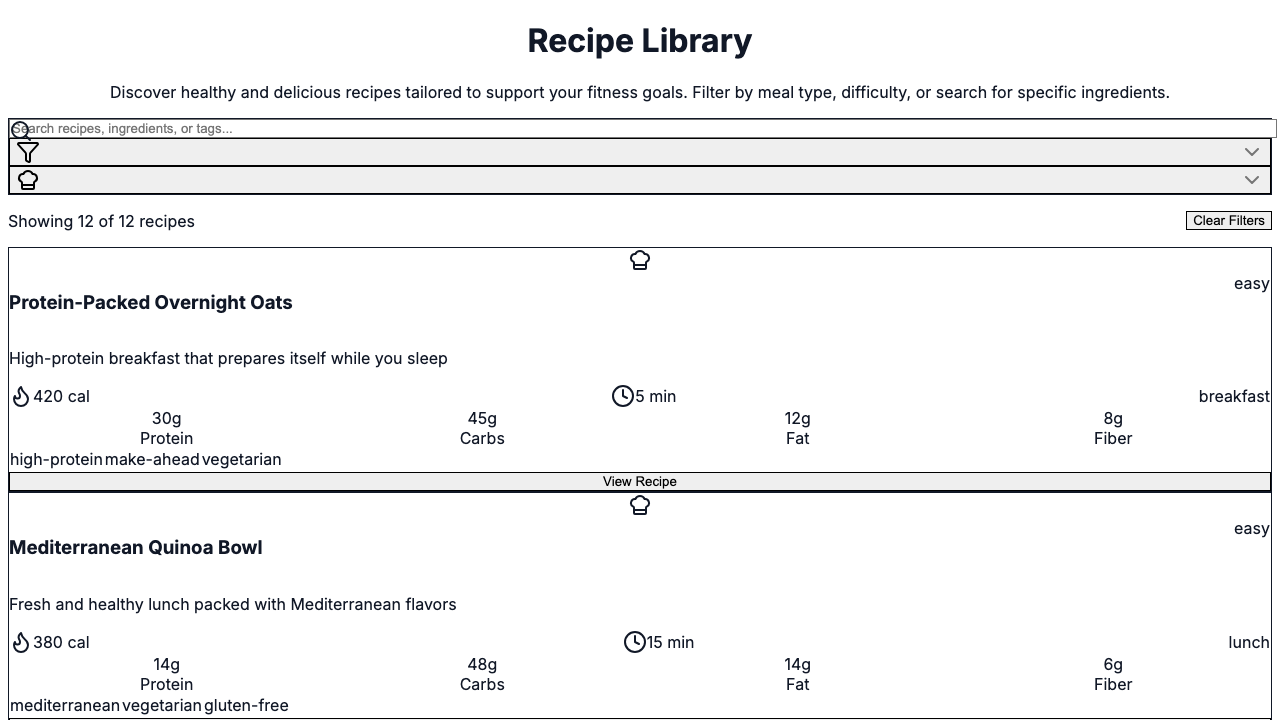 Recipe Library
Discover healthy and delicious recipes tailored to support your fitness goals. Filter by meal type, difficulty, or search for specific ingredients.
Search recipes, ingredients, or tags...
Showing 12 of 12 recipes
Clear Filters
easy
Protein-Packed Overnight Oats
High-protein breakfast that prepares itself while you sleep
420 cal 5 min breakfast
30g 45g 12g 8g
Protein Carbs Fat Fiber
high-protein make-ahead vegetarian
View Recipe
easy
Mediterranean Quinoa Bowl
Fresh and healthy lunch packed with Mediterranean flavors
380 cal 15 min lunch
14g 48g 14g 6g
Protein Carbs Fat Fiber
mediterranean vegetarian gluten-free